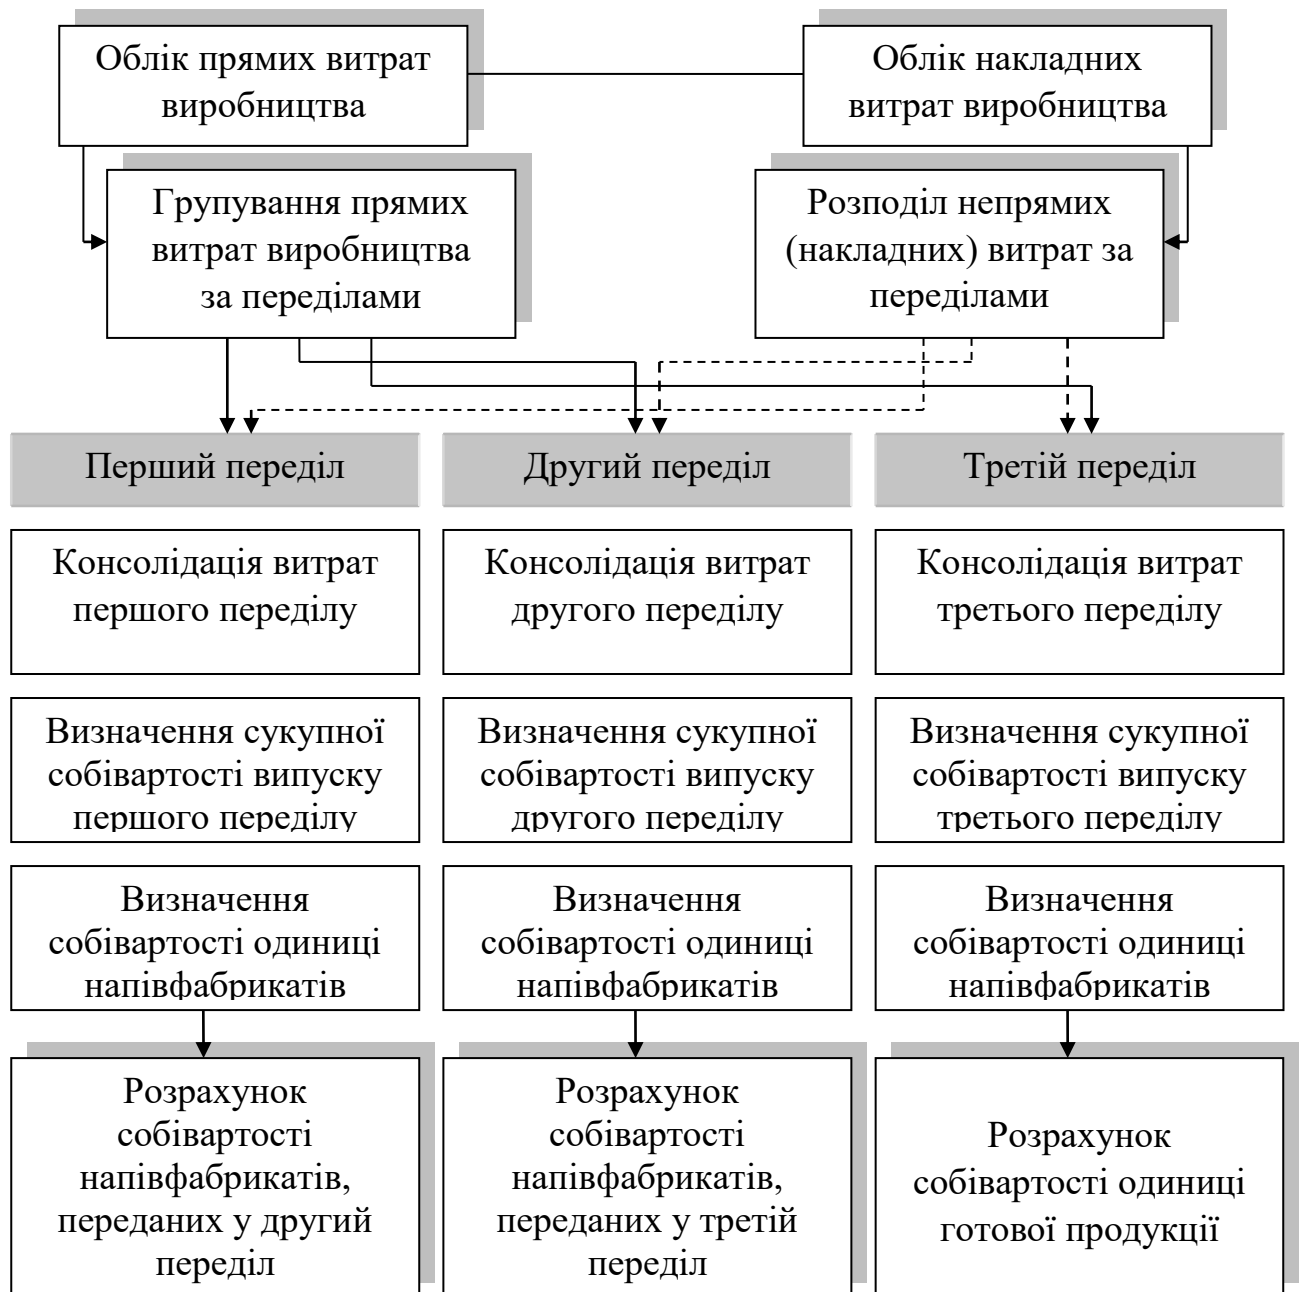 Облік прямих витрат
виробництва
Облік накладних
витрат виробництва
Групування прямих
витрат виробництва
за переділами
Розподіл непрямих
(накладних) витрат за
переділами
Перший переділ
Другий переділ
Третій переділ
Консолідація витрат
першого переділу
Консолідація витрат
другого переділу
Консолідація витрат
третього переділу
Визначення сукупної
собівартості випуску
першого переділу
Визначення сукупної
собівартості випуску
другого переділу
Визначення сукупної
собівартості випуску
третього переділу
Визначення
собівартості одиниці
напівфабрикатів
Визначення
собівартості одиниці
напівфабрикатів
Визначення
собівартості одиниці
напівфабрикатів
Розрахунок
собівартості
напівфабрикатів,
переданих у другий
переділ
Розрахунок
собівартості
напівфабрикатів,
переданих у третій
переділ
Розрахунок
собівартості одиниці
готової продукції